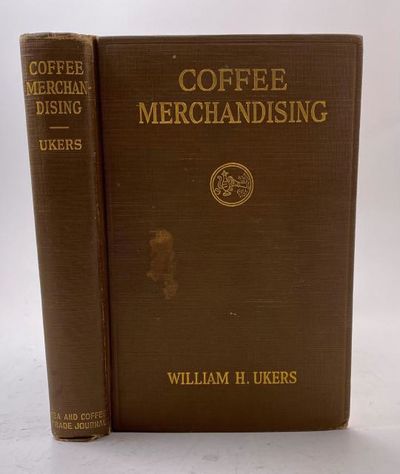 COFFEE
MERCHAN-
DISING
UKERS
TEA AND COFFEE
TRADE JOURNAL
COFFEE
MERCHANDISING
WILLIAM H. UKERS